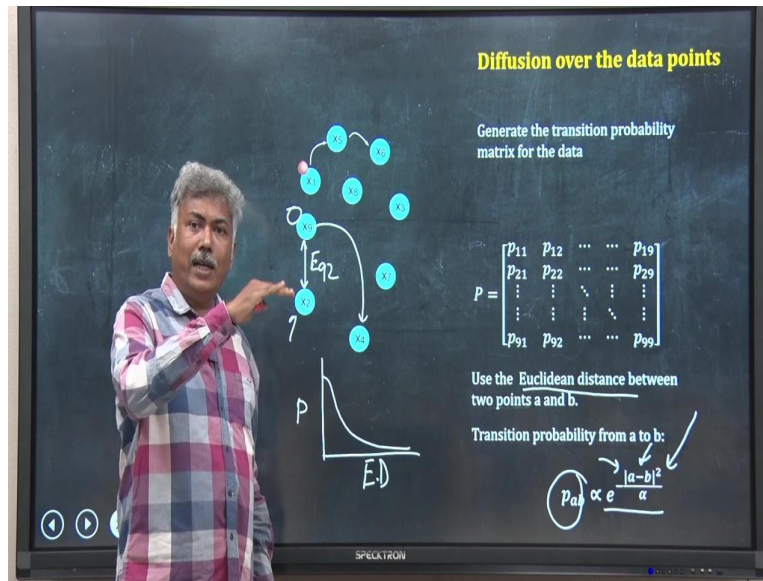 Diffusion over the data points
Generate the transition probability
matrix for the data
X5
X6
X1
X8
X3
X9
E92
X7
X2
X4
P = [p11 p12 ⋯ ⋯ p19
p21 p22 ⋯ ⋯ p29
⋮ ⋮ ⋱ ⋮ ⋮
⋮ ⋮ ⋮ ⋱ ⋮
p91 p92 ⋯ ⋯ p99]
Use the Euclidean distance between
two points a and b.
Transition probability from a to b:
P
E.D
pab ∝ e^−|a−b|²/α
SPECKTRON